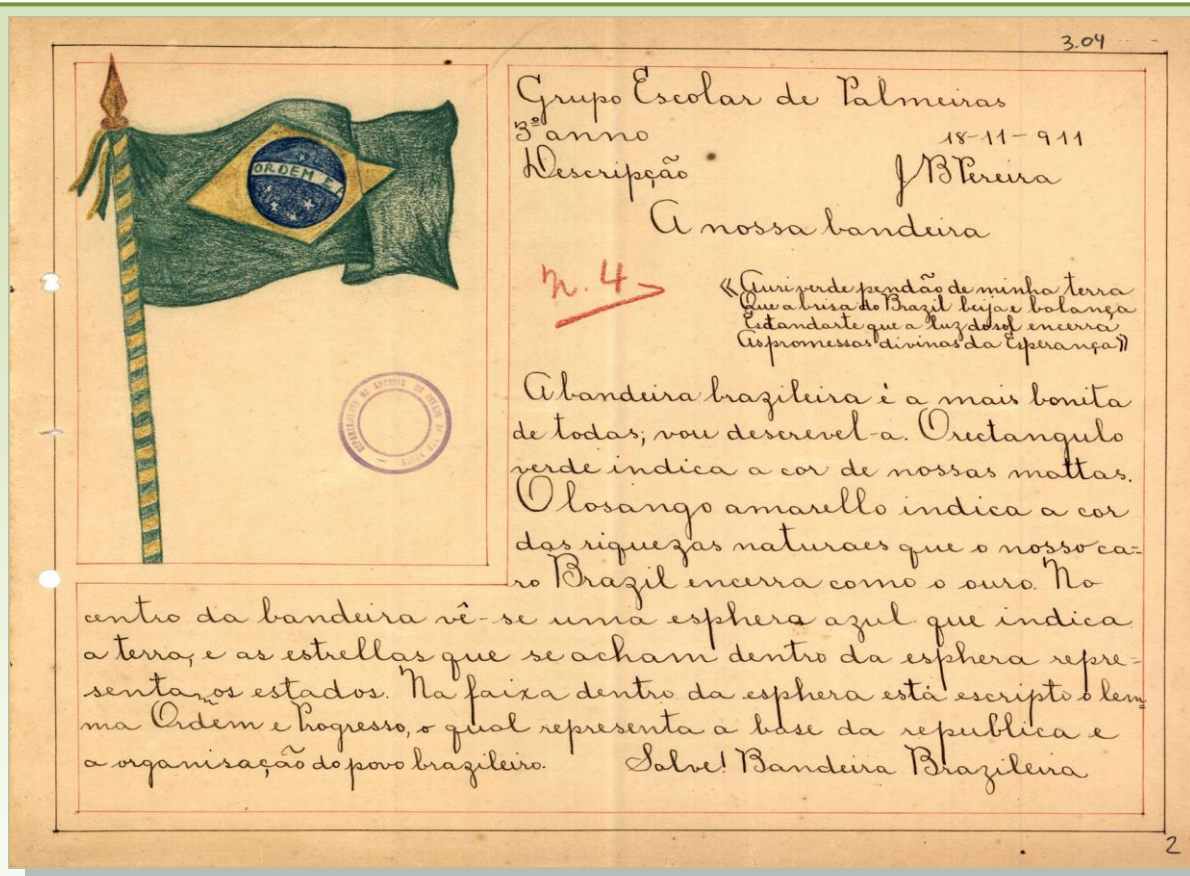 3.04
ORDEM E
Grupo Escolar de Palmeiras
3º anno
18-11-911
Descripção
J B Pereira
A nossa bandeira
n. 4
«Auriverde pendão de minha terra
Que a brisa do Brazil beija e balança
Estandarte que a luz do sol encerra
As promessas divinas da Esperança»
A bandeira brazileira é a mais bonita
de todas; vou descrevel-a. O rectangulo
verde indica a cor de nossas mattas.
O losango amarello indica a cor
das riquezas naturaes que o nosso ca=
ro Brazil encerra como o ouro. No
centro da bandeira vê-se uma esphera azul que indica
a terra, e as estrellas que se acham dentro da esphera repre=
sentam os estados. Na faixa dentro da esphera está escripto o lem=
ma Ordem e Progresso, o qual representa a base da republica e
a organisação do povo brazileiro. Salve! Bandeira Brazileira
2